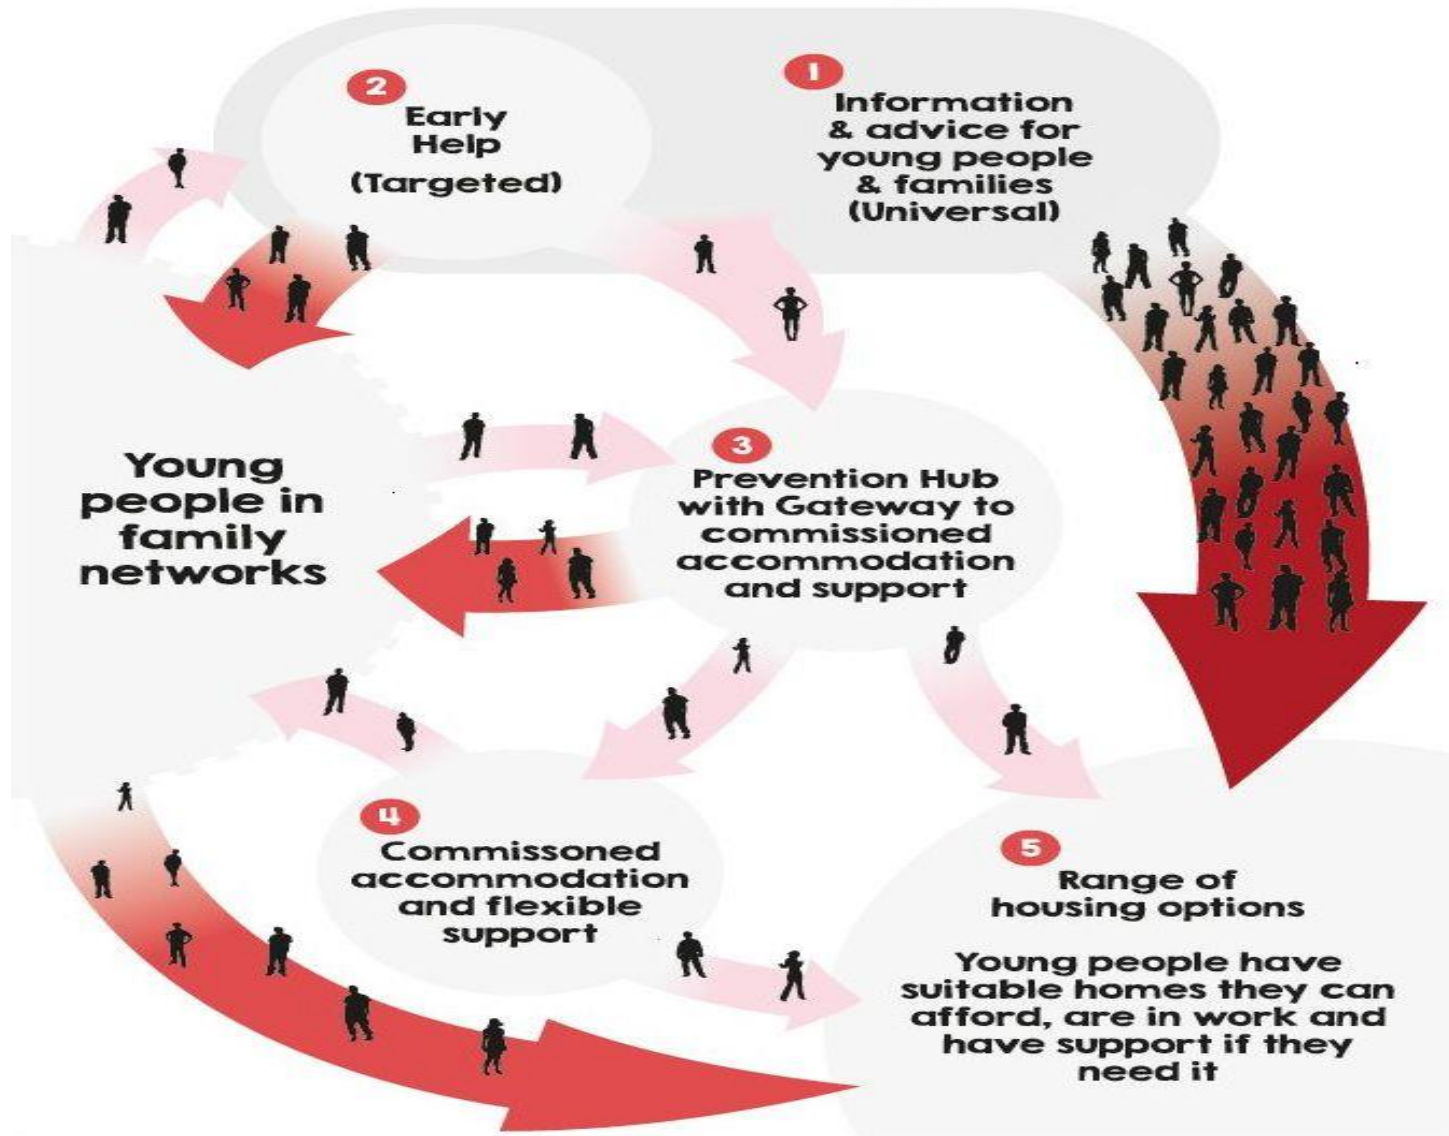 1
Information
& advice for
young people
& families
(Universal)
2
Early
Help
(Targeted)
Young
people in
family
networks
3
Prevention Hub
with Gateway to
commissioned
accommodation
and support
4
Commissoned
accommodation
and flexible
support
5
Range of
housing options
Young people have
suitable homes they can
afford, are in work and
have support if they
need it